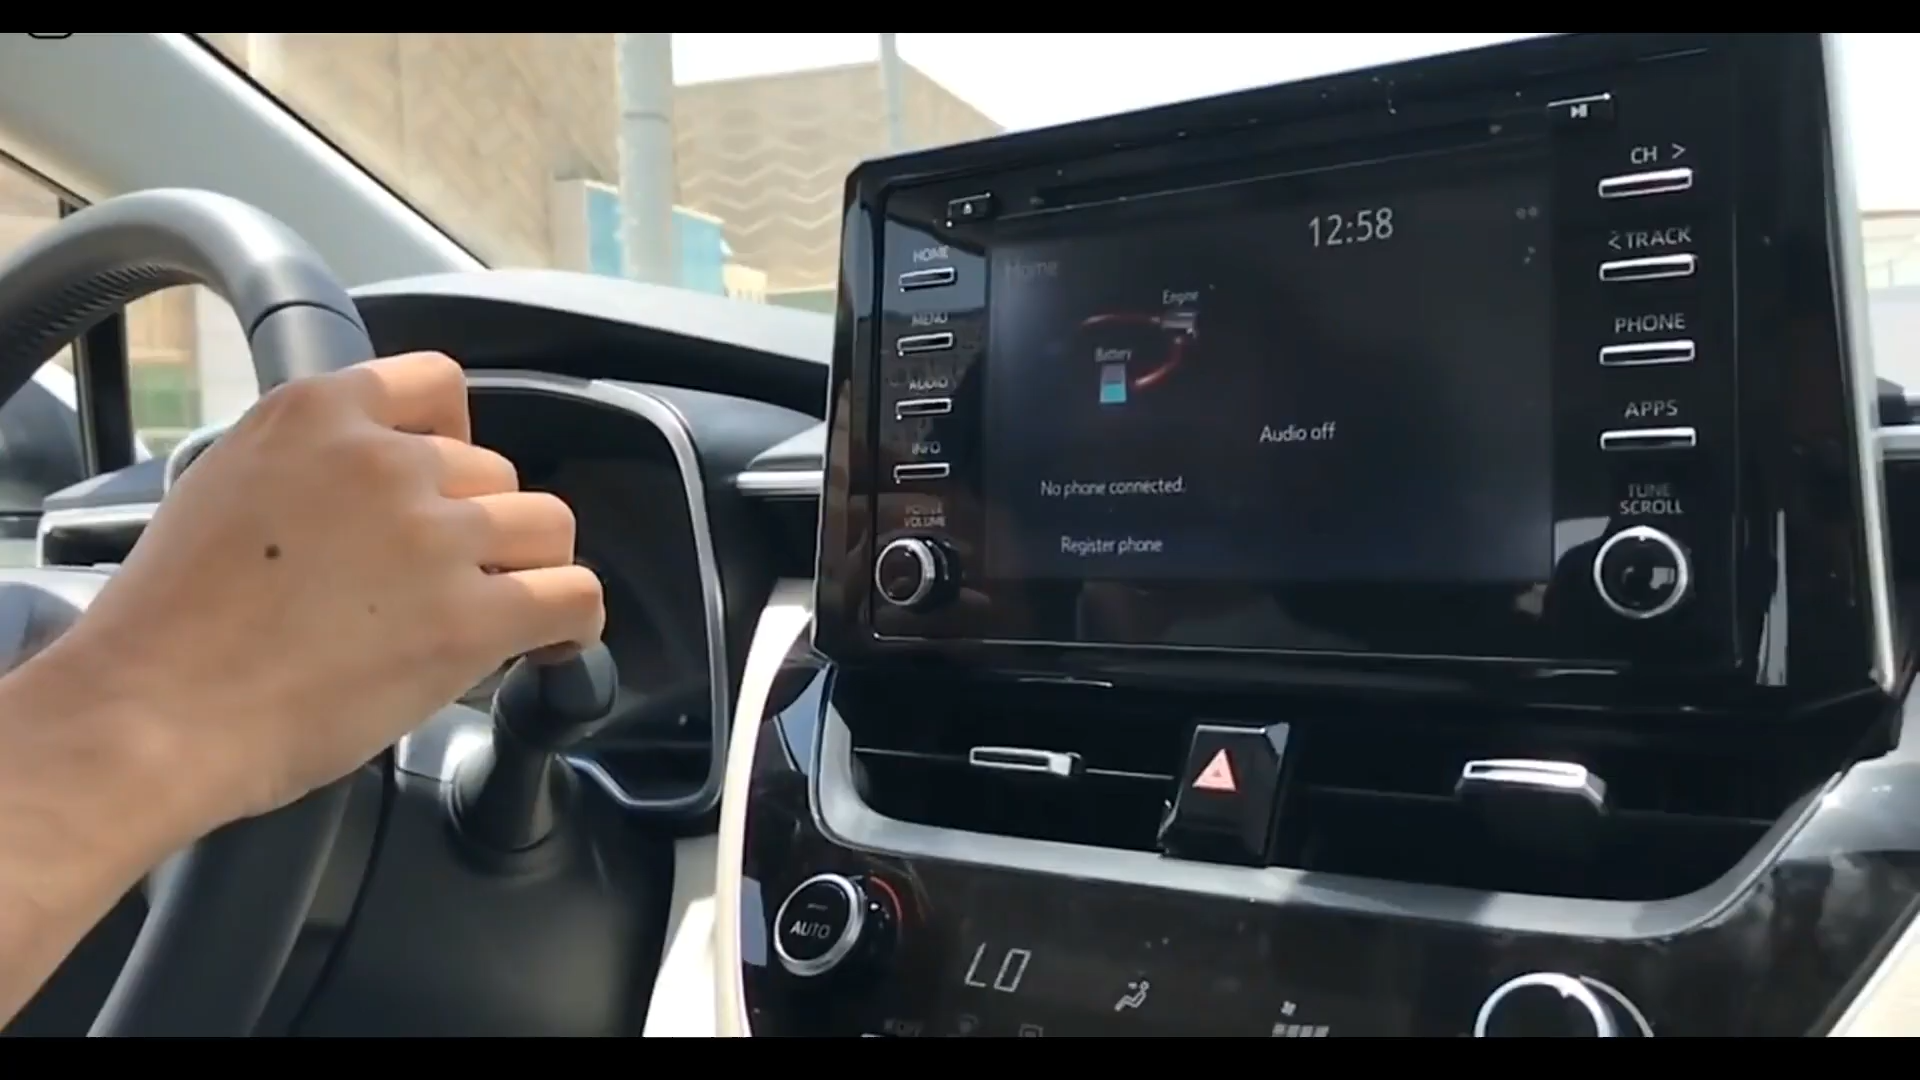 CH >
< TRACK
PHONE
APPS
TUNE
SCROLL
HOME
MENU
AUDIO
INFO
POWER
VOLUME
12:58
Home
Engine
Battery
Audio off
No phone connected.
Register phone
AUTO
LO
OFF